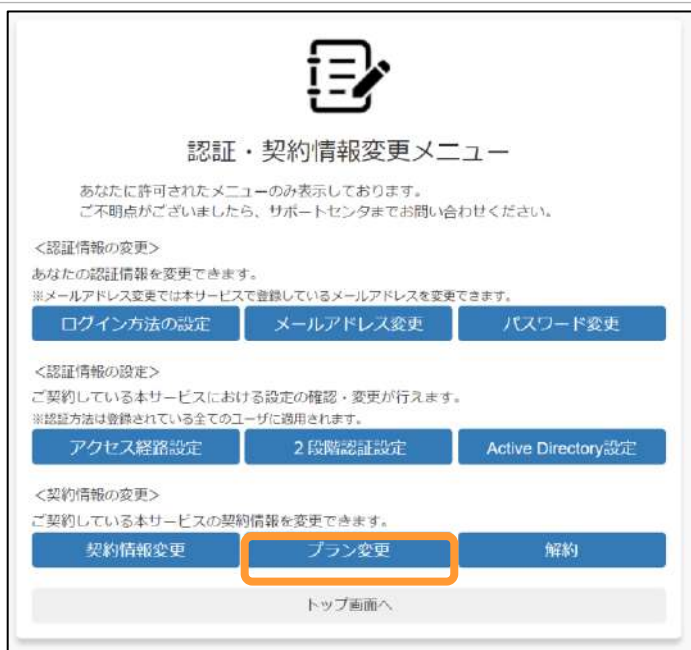 認証・契約情報変更メニュー
あなたに許可されたメニューのみ表示しております。
ご不明点がございましたら、サポートセンタまでお問い合わせください。
<認証情報の変更>
あなたの認証情報を変更できます。
※メールアドレス変更では本サービスで登録しているメールアドレスを変更できます。
ログイン方法の設定 メールアドレス変更 パスワード変更
<認証情報の設定>
ご契約している本サービスにおける設定の確認・変更が行えます。
※認証方法は登録されている全てのユーザに適用されます。
アクセス経路設定 2段階認証設定 Active Directory設定
<契約情報の変更>
ご契約している本サービスの契約情報を変更できます。
契約情報変更 プラン変更 解約
トップ画面へ